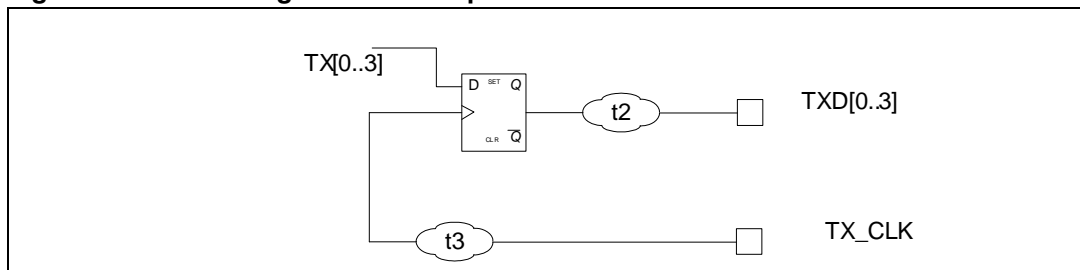 TX[0..3]
D SET Q
CLR Q
t2
TXD[0..3]
t3
TX_CLK